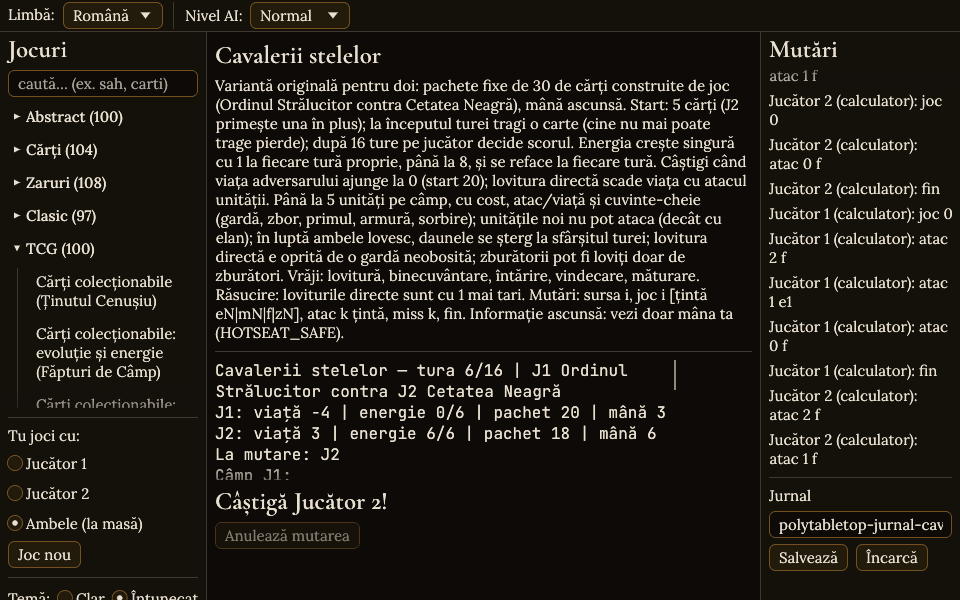 Limbă: Română ▼ Nivel AI: Normal ▼
Jocuri
caută... (ex. sah, carti)
▸ Abstract (100)
▸ Cărți (104)
▸ Zaruri (108)
▸ Clasic (97)
▾ TCG (100)
Cărți colecționabile
(Ținutul Cenușiu)
Cărți colecționabile:
evoluție și energie
(Făpturi de Câmp)
Cărți colecționabile:
Tu joci cu:
Jucător 1
Jucător 2
Ambele (la masă)
Joc nou
Temă: Clar Întunecat
Cavalerii stelelor
Variantă originală pentru doi: pachete fixe de 30 de cărți construite de joc
(Ordinul Strălucitor contra Cetatea Neagră), mână ascunsă. Start: 5 cărți (J2
primește una în plus); la începutul turei tragi o carte (cine nu mai poate
trage pierde); după 16 ture pe jucător decide scorul. Energia crește singură
cu 1 la fiecare tură proprie, până la 8, și se reface la fiecare tură. Câștigi când
viața adversarului ajunge la 0 (start 20); lovitura directă scade viața cu atacul
unității. Până la 5 unități pe câmp, cu cost, atac/viață și cuvinte-cheie
(gardă, zbor, primul, armură, sorbire); unitățile noi nu pot ataca (decât cu
elan); în luptă ambele lovesc, daunele se șterg la sfârșitul turei; lovitura
directă e oprită de o gardă neobosită; zburătorii pot fi loviți doar de
zburători. Vrăji: lovitură, binecuvântare, întărire, vindecare, măturare.
Răsucire: loviturile directe sunt cu 1 mai tari. Mutări: sursa i, joc i [țintă
eN|mN|f|zN], atac k țintă, miss k, fin. Informație ascunsă: vezi doar mâna ta
(HOTSEAT_SAFE).
Cavalerii stelelor — tura 6/16 | J1 Ordinul
Strălucitor contra J2 Cetatea Neagră
J1: viață -4 | energie 0/6 | pachet 20 | mână 3
J2: viață 3 | energie 6/6 | pachet 18 | mână 6
La mutare: J2
Câmp J1:
Câștigă Jucător 2!
Anulează mutarea
Mutări
atac 1 f
Jucător 2 (calculator): joc
0
Jucător 2 (calculator):
atac 0 f
Jucător 2 (calculator): fin
Jucător 1 (calculator): joc 0
Jucător 1 (calculator): atac
2 f
Jucător 1 (calculator): atac
1 e1
Jucător 1 (calculator): atac
0 f
Jucător 1 (calculator): fin
Jucător 2 (calculator):
atac 2 f
Jucător 2 (calculator):
atac 1 f
Jurnal
polytabletop-jurnal-cav
Salvează Încarcă